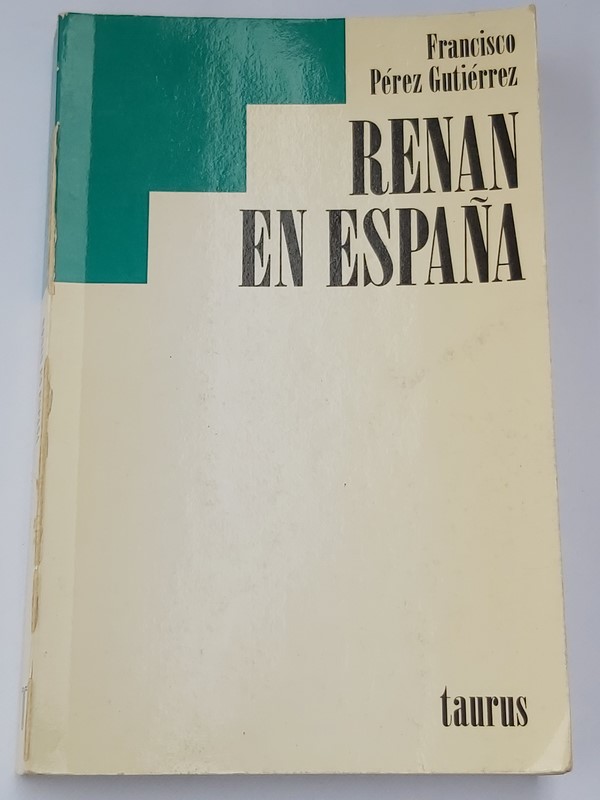 Francisco
Pérez Gutiérrez
RENAN
EN ESPAÑA
taurus